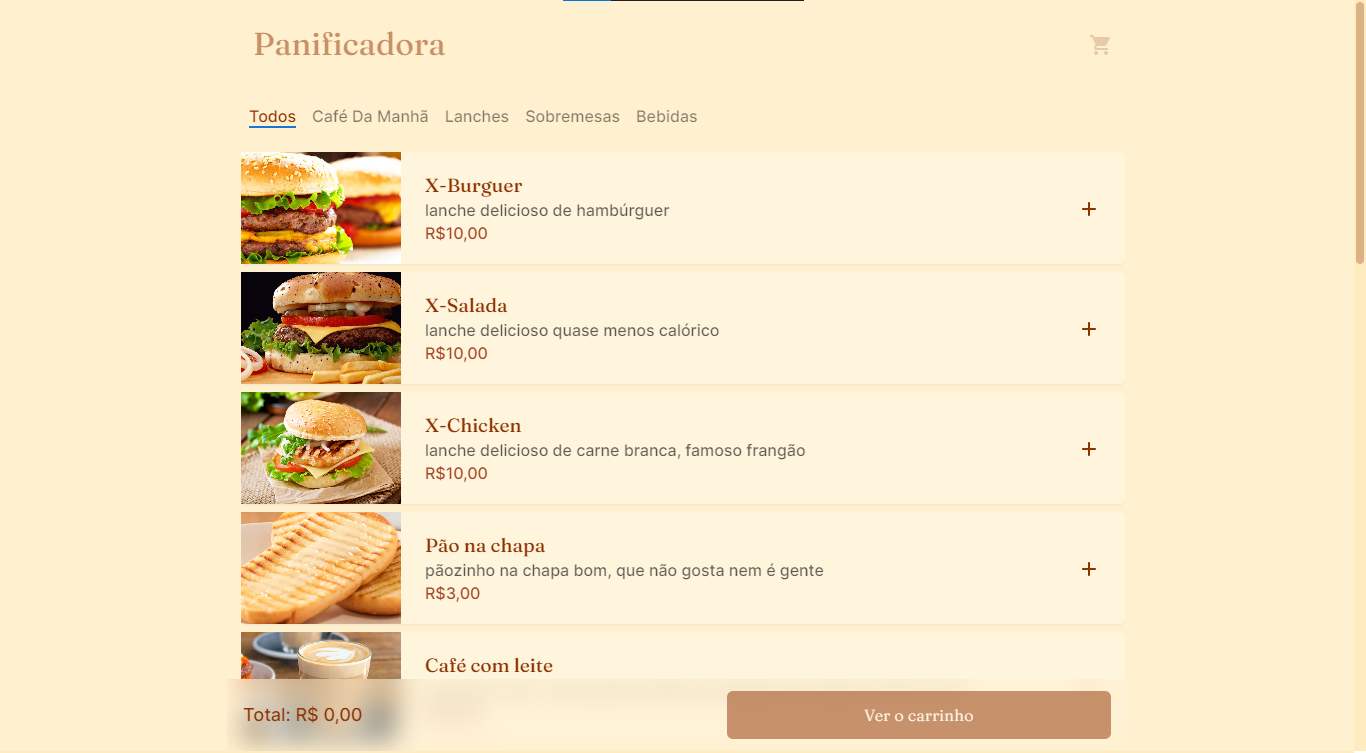 Panificadora
Todos Café Da Manhã Lanches Sobremesas Bebidas
X-Burguer
lanche delicioso de hambúrguer
R$10,00
X-Salada
lanche delicioso quase menos calórico
R$10,00
X-Chicken
lanche delicioso de carne branca, famoso frangão
R$10,00
Pão na chapa
pãozinho na chapa bom, que não gosta nem é gente
R$3,00
Café com leite
Total: R$ 0,00
Ver o carrinho